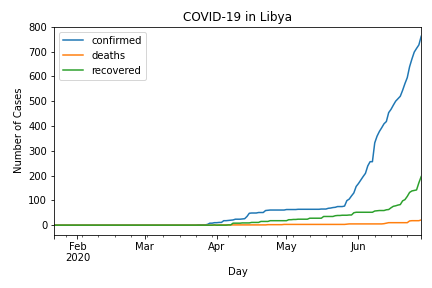 COVID-19 in Libya
confirmed
deaths
recovered
Number of Cases
800
700
600
500
400
300
200
100
0
Feb Mar Apr May Jun
2020
Day